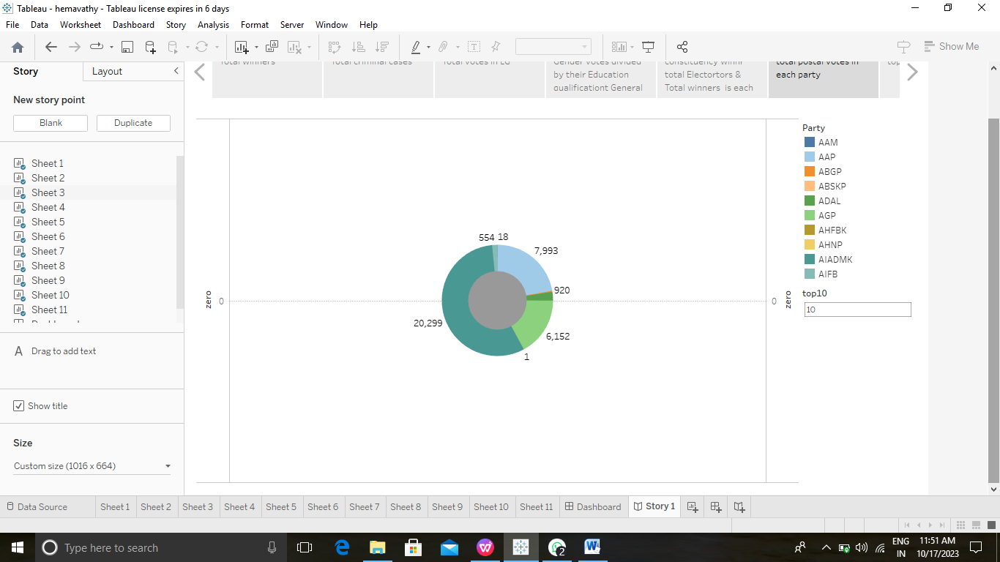 Tableau - hemavathy - Tableau license expires in 6 days
File Data Worksheet Dashboard Story Analysis Format Server Window Help
Show Me
Story Layout
New story point
Blank Duplicate
Sheet 1
Sheet 2
Sheet 3
Sheet 4
Sheet 5
Sheet 6
Sheet 7
Sheet 8
Sheet 9
Sheet 10
Sheet 11
A Drag to add text
Show title
Size
Custom size (1016 x 664)
Total winners
Total criminal cases
Total votes in
Gender votes divided
by their Education
qualificationt General
constituency
total Electortors &
Total winners is each
total postal votes in
each party
554 18
7,993
920
6,152
1
20,299
zero 0
0 zero
Party
AAM
AAP
ABGP
ABSKP
ADAL
AGP
AHFBK
AHNP
AIADMK
AIFB
top10
10
Data Source Sheet 1 Sheet 2 Sheet 3 Sheet 4 Sheet 5 Sheet 6 Sheet 7 Sheet 8 Sheet 9 Sheet 10 Sheet 11 Dashboard Story 1
Type here to search
2
ENG
IN
11:51 AM
10/17/2023